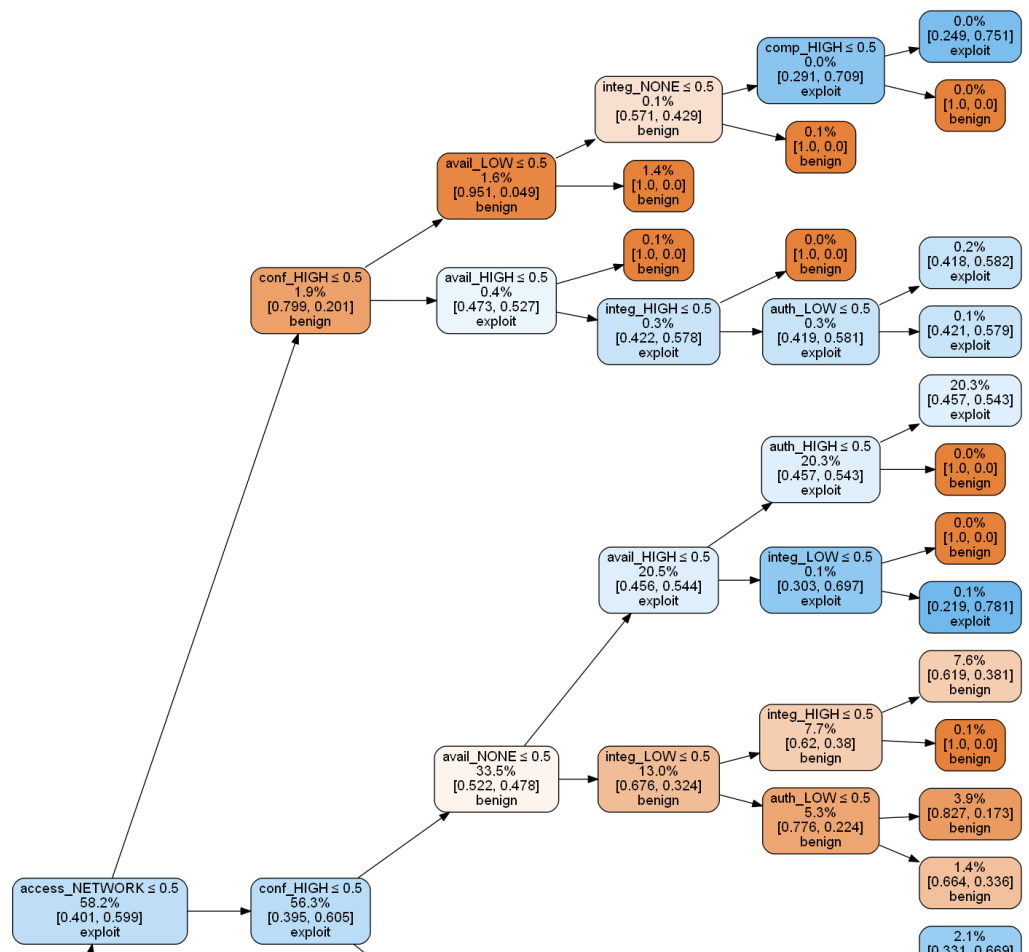 0.0%
[0.249, 0.751]
exploit
comp_HIGH ≤ 0.5
0.0%
[0.291, 0.709]
exploit
0.0%
[1.0, 0.0]
benign
integ_NONE ≤ 0.5
0.1%
[0.571, 0.429]
benign
0.1%
[1.0, 0.0]
benign
avail_LOW ≤ 0.5
1.6%
[0.951, 0.049]
benign
1.4%
[1.0, 0.0]
benign
conf_HIGH ≤ 0.5
1.9%
[0.799, 0.201]
benign
avail_HIGH ≤ 0.5
0.4%
[0.473, 0.527]
exploit
0.1%
[1.0, 0.0]
benign
integ_HIGH ≤ 0.5
0.3%
[0.422, 0.578]
exploit
0.0%
[1.0, 0.0]
benign
auth_LOW ≤ 0.5
0.3%
[0.419, 0.581]
exploit
0.2%
[0.418, 0.582]
exploit
0.1%
[0.421, 0.579]
exploit
20.3%
[0.457, 0.543]
exploit
auth_HIGH ≤ 0.5
20.3%
[0.457, 0.543]
exploit
0.0%
[1.0, 0.0]
benign
avail_HIGH ≤ 0.5
20.5%
[0.456, 0.544]
exploit
integ_LOW ≤ 0.5
0.1%
[0.303, 0.697]
exploit
0.0%
[1.0, 0.0]
benign
0.1%
[0.219, 0.781]
exploit
7.6%
[0.619, 0.381]
benign
integ_HIGH ≤ 0.5
7.7%
[0.62, 0.38]
benign
0.1%
[1.0, 0.0]
benign
avail_NONE ≤ 0.5
33.5%
[0.522, 0.478]
benign
integ_LOW ≤ 0.5
13.0%
[0.676, 0.324]
benign
auth_LOW ≤ 0.5
5.3%
[0.776, 0.224]
benign
3.9%
[0.827, 0.173]
benign
1.4%
[0.664, 0.336]
benign
access_NETWORK ≤ 0.5
58.2%
[0.401, 0.599]
exploit
conf_HIGH ≤ 0.5
56.3%
[0.395, 0.605]
exploit
2.1%
[0.331, 0.669]